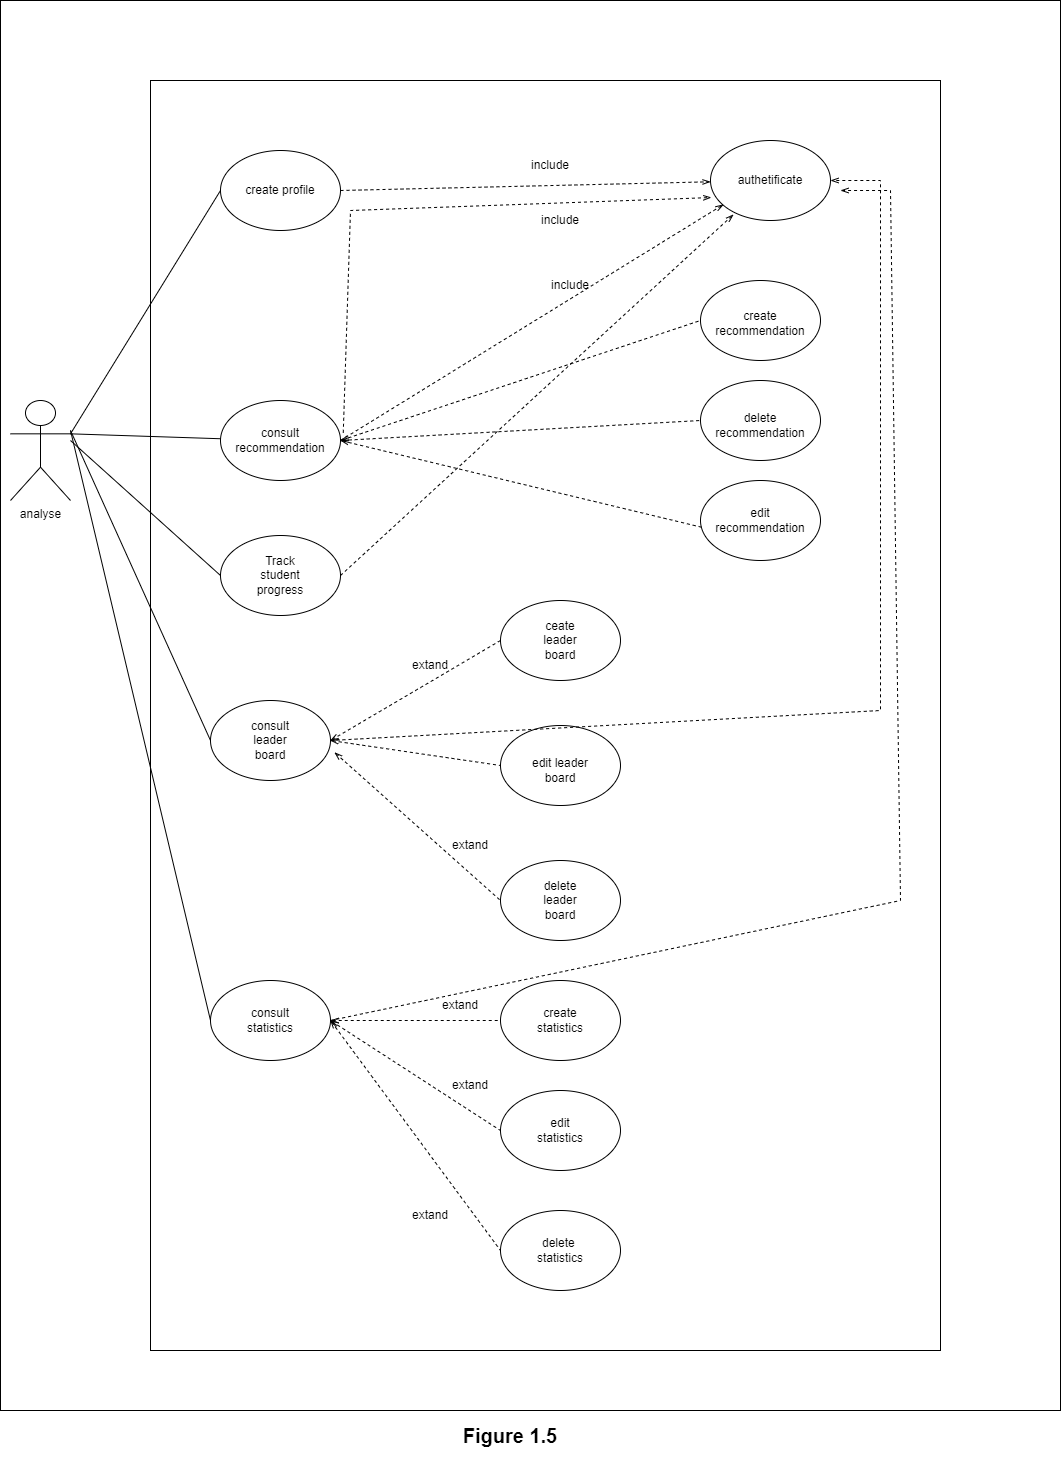 include
create profile
authetificate
include
include
create
recommendation
delete
recommendation
consult
recommendation
edit
recommendation
analyse
Track
student
progress
ceate
leader
board
extand
consult
leader
board
edit leader
board
extand
delete
leader
board
extand
consult
statistics
create
statistics
extand
edit
statistics
extand
delete
statistics
Figure 1.5